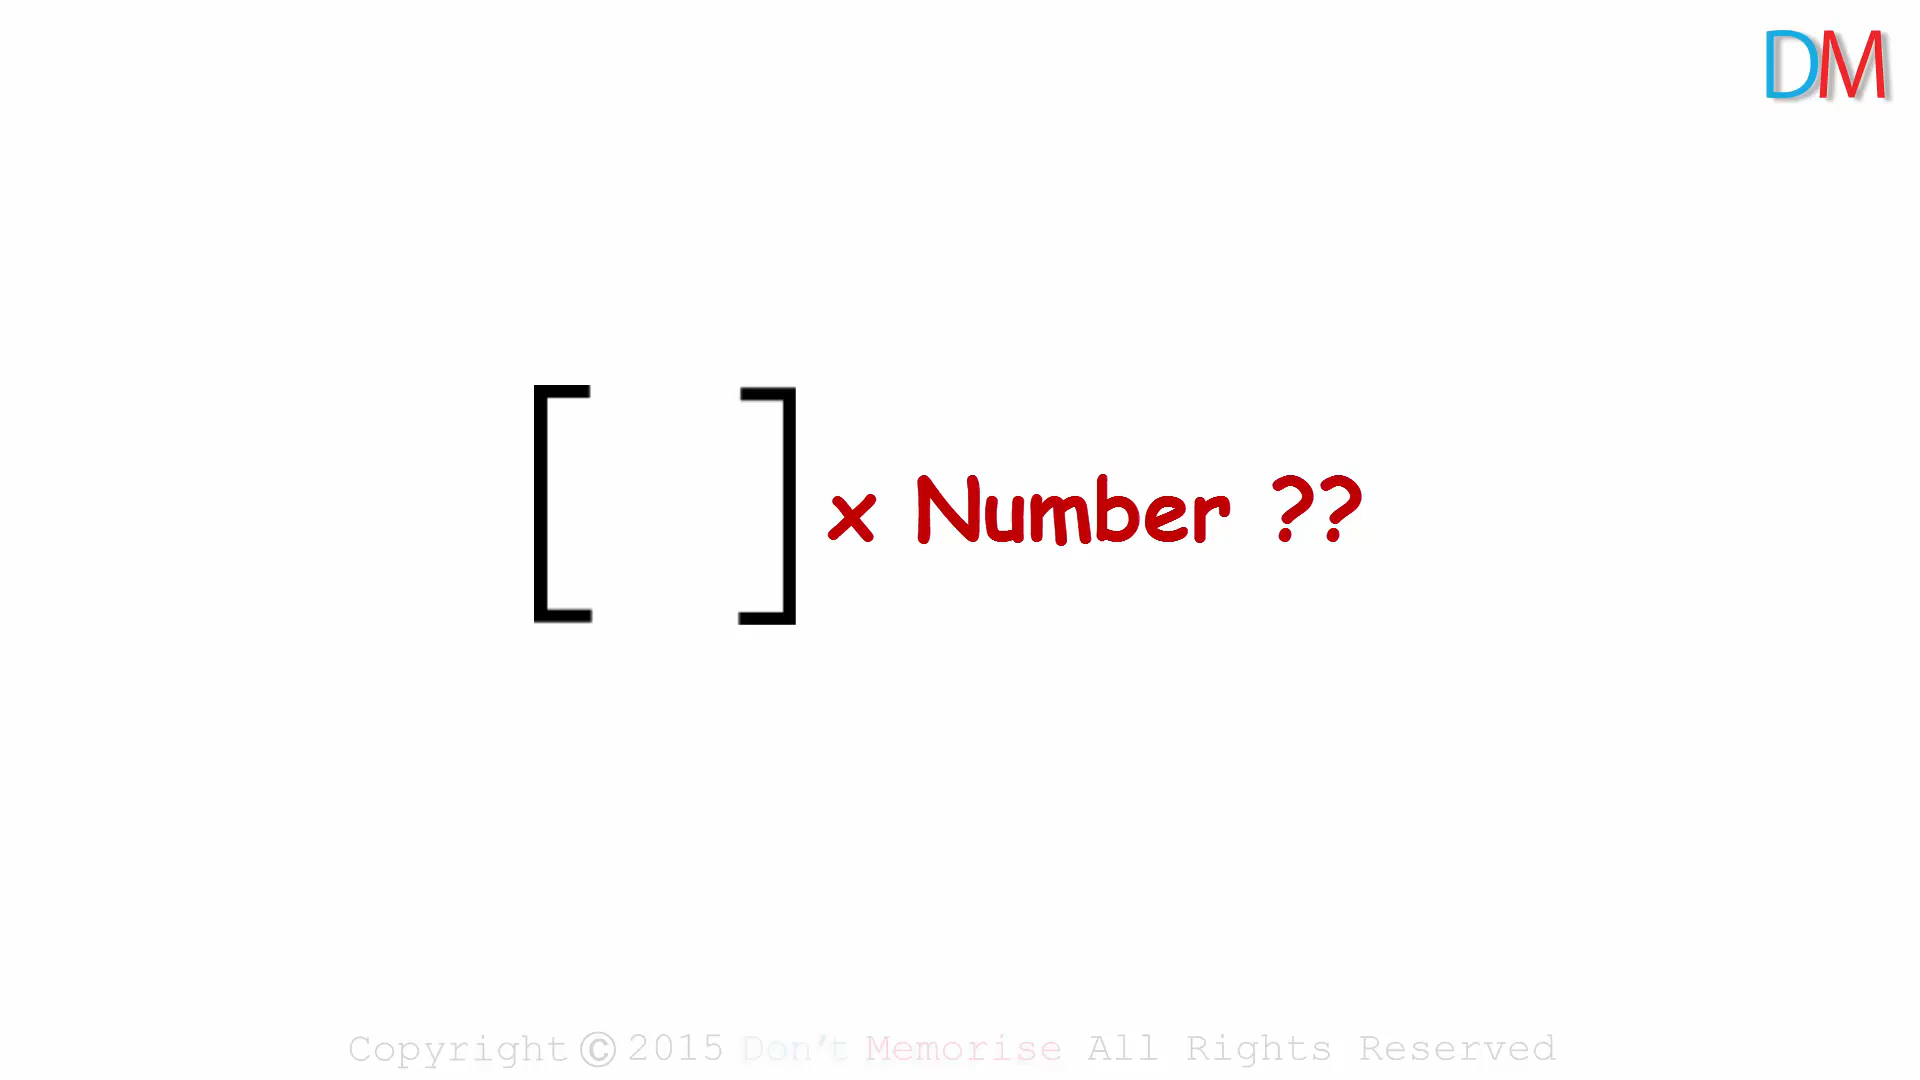 DM
[ ] x Number ??
Copyright © 2015 Don't Memorise All Rights Reserved